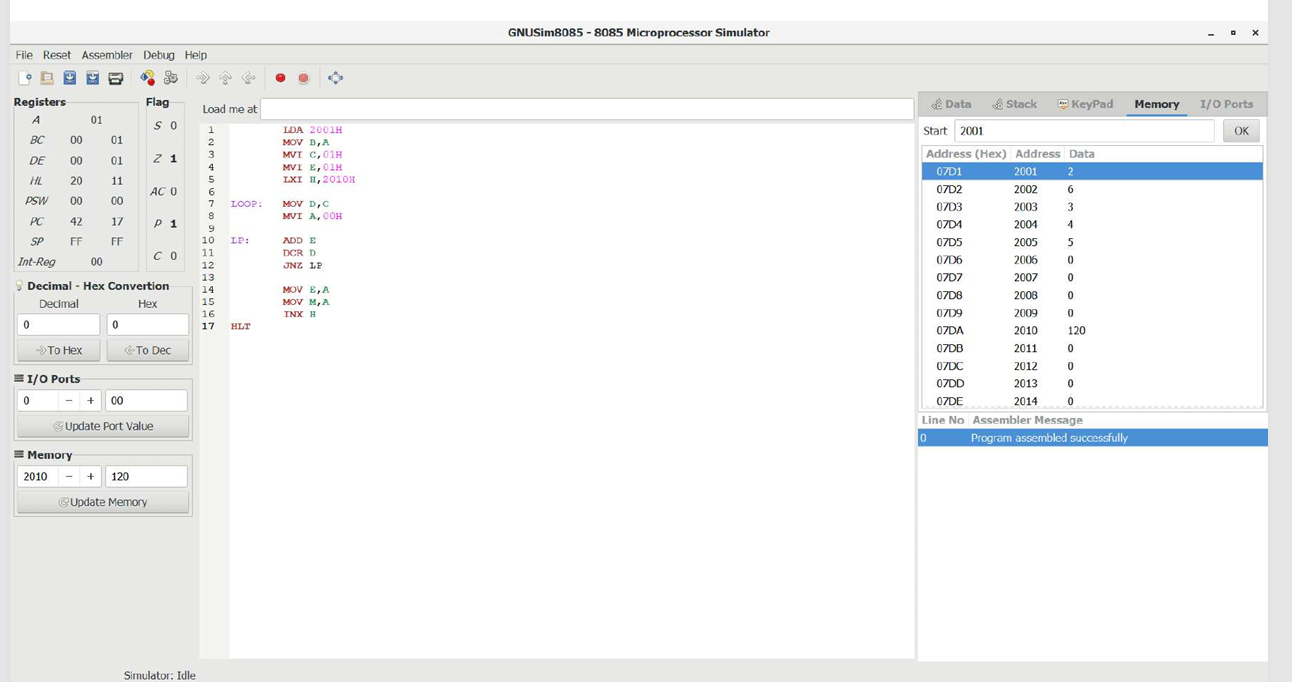 GNUSim8085 - 8085 Microprocessor Simulator
File Reset Assembler Debug Help
Registers
A 01
BC 00 01
DE 00 01
HL 20 11
PSW 00 00
PC 42 17
SP FF FF
Int-Reg 00
Flag
S 0
Z 1
AC 0
P 1
C 0
Decimal - Hex Convertion
Decimal Hex
0 0
To Hex To Dec
I/O Ports
0 - + 00
Update Port Value
Memory
2010 - + 120
Update Memory
Load me at
1 LDA 2001H
2 MOV B,A
3 MVI C,01H
4 MVI E,01H
5 LXI H,2010H
6
7 LOOP: MOV D,C
8 MVI A,00H
9
10 LP: ADD E
11 DCR D
12 JNZ LP
13
14 MOV E,A
15 MOV M,A
16 INX H
17 HLT
Data Stack KeyPad Memory I/O Ports
Start 2001 OK
Address (Hex) Address Data
07D1 2001 2
07D2 2002 6
07D3 2003 3
07D4 2004 4
07D5 2005 5
07D6 2006 0
07D7 2007 0
07D8 2008 0
07D9 2009 0
07DA 2010 120
07DB 2011 0
07DC 2012 0
07DD 2013 0
07DE 2014 0
Line No Assembler Message
0 Program assembled successfully
Simulator: Idle